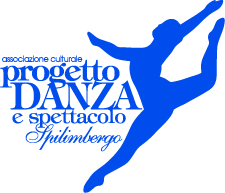 associazione culturale
progetto
DANZA
e spettacolo
Spilimbergo